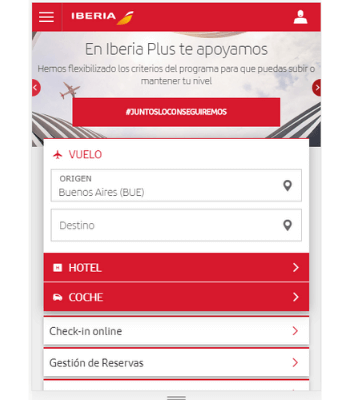 IBERIA
En Iberia Plus te apoyamos
Hemos flexibilizado los criterios del programa para que puedas subir o
mantener tu nivel
#JUNTOSLOCONSEGUIREMOS
VUELO
ORIGEN
Buenos Aires (BUE)
Destino
HOTEL
COCHE
Check-in online
Gestión de Reservas